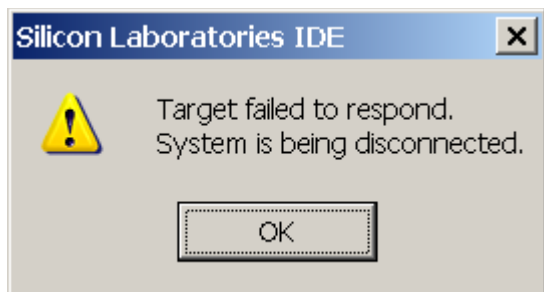 Silicon Laboratories IDE
Target failed to respond.
System is being disconnected.
OK